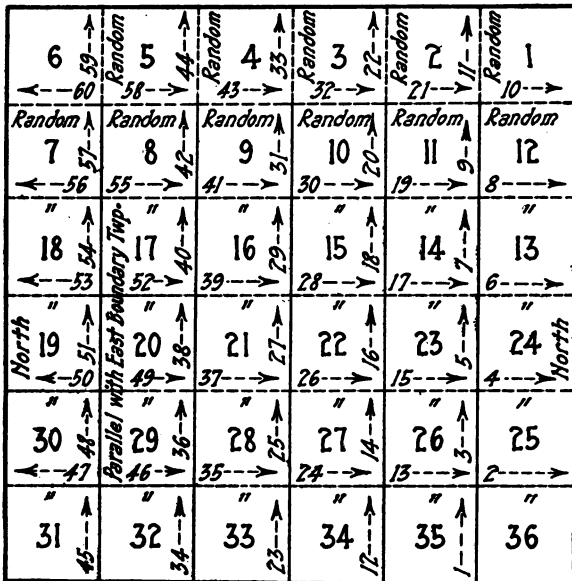 6 59 Random 5 44 Random 4 33 Random 3 22 Random 2 11 1
60 58 43 32 21 10
Random Random Random Random Random Random
7 57 8 42 9 31 10 20 11 9 12
56 55 41 30 19 8
" " " " " "
18 54 17 40 16 29 15 18 14 7 13
53 52 39 28 17 6
" " " " " "
North 19 51 20 38 21 27 22 16 23 5 24
50 49 37 26 15 4 North
Parallel with East Boundary Twp.
" " " " " "
30 48 29 36 28 25 27 14 26 3 25
47 46 35 24 13 2
" " " " " "
31 45 32 34 33 23 34 12 35 1 36